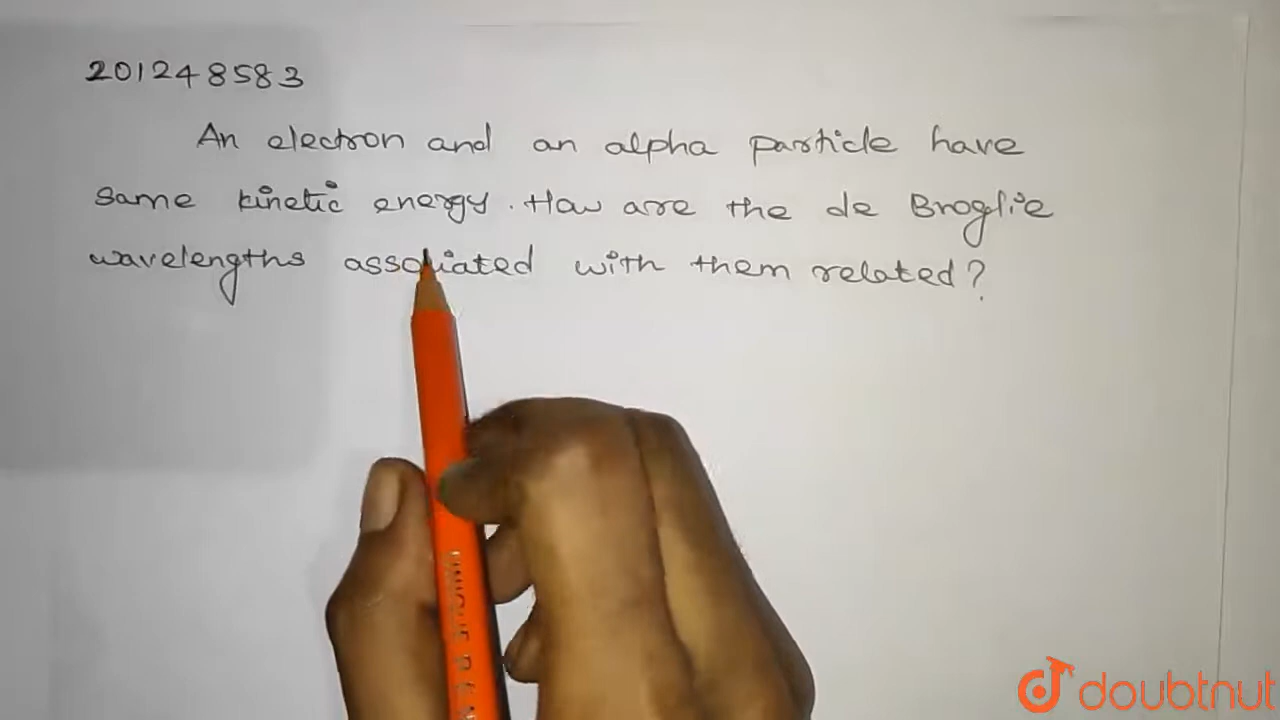 201248583
An electron and an alpha particle have
same kinetic energy. How are the de Broglie
wavelengths associated with them related?
doubtnut